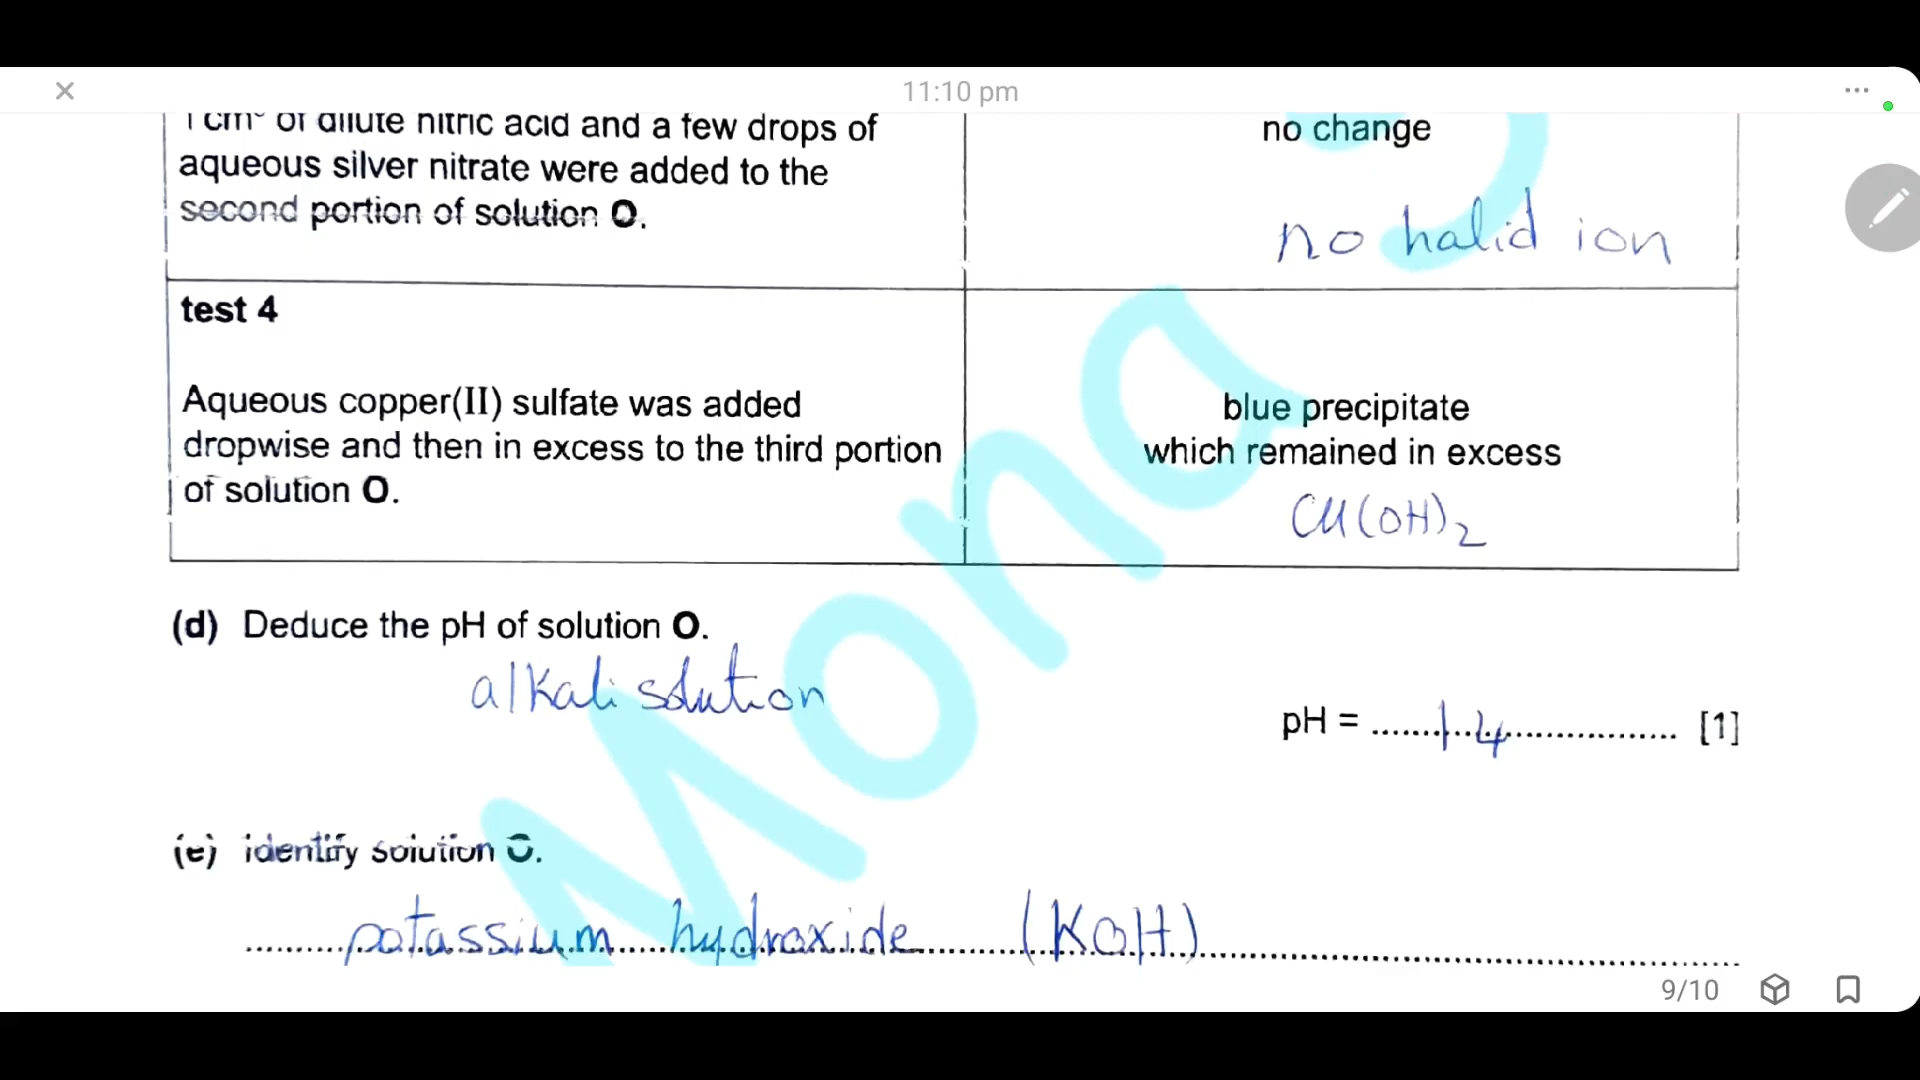 11:10 pm
1 cm³ of dilute nitric acid and a few drops of
aqueous silver nitrate were added to the
second portion of solution O.
no change
no halid ion
test 4
Aqueous copper(II) sulfate was added
dropwise and then in excess to the third portion
of solution O.
blue precipitate
which remained in excess
Cu(OH)2
(d) Deduce the pH of solution O.
alkali solution
pH = ........14........ [1]
(e) identify solution O.
potassium hydroxide (KOH)
9/10
Mona